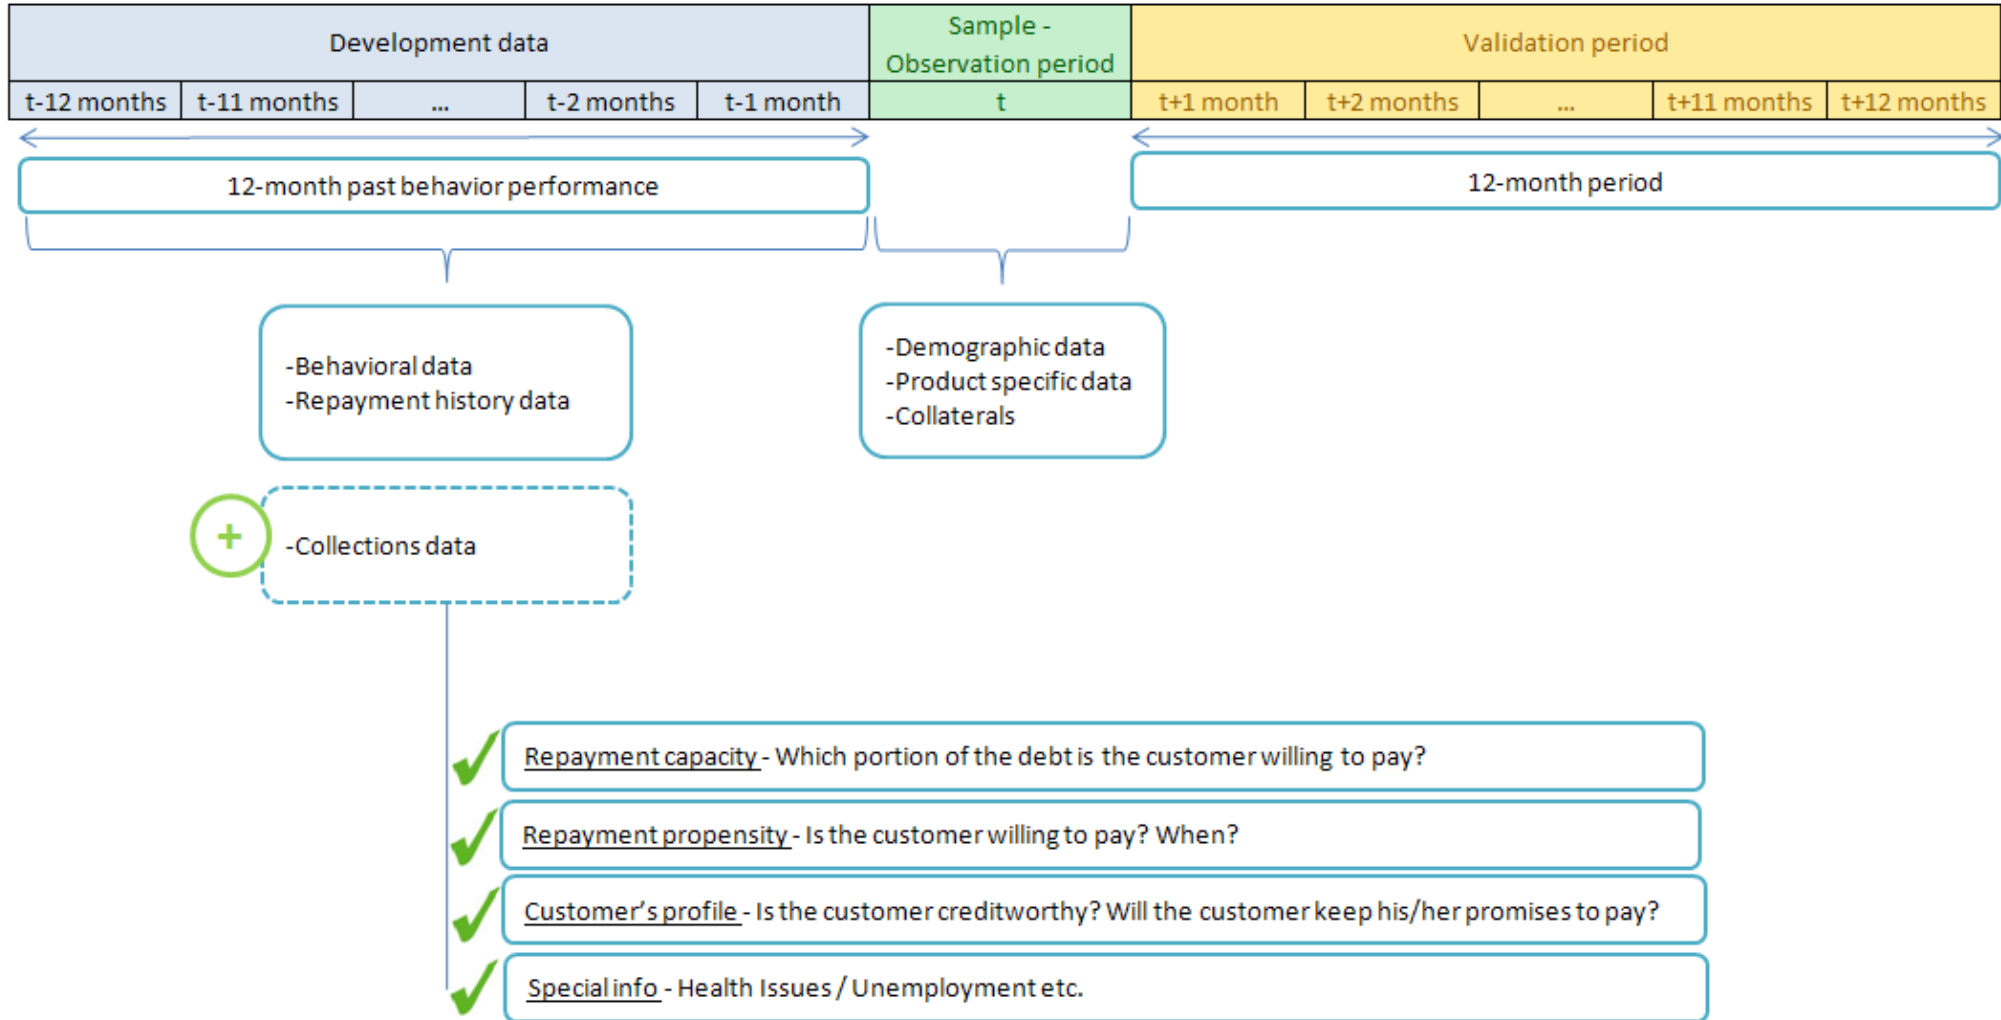 Development data
Sample -
Observation period
Validation period
t-12 months
t-11 months
...
t-2 months
t-1 month
t
t+1 month
t+2 months
...
t+11 months
t+12 months
12-month past behavior performance
12-month period
-Behavioral data
-Repayment history data
-Demographic data
-Product specific data
-Collaterals
+
-Collections data
Repayment capacity - Which portion of the debt is the customer willing to pay?
Repayment propensity - Is the customer willing to pay? When?
Customer's profile - Is the customer creditworthy? Will the customer keep his/her promises to pay?
Special info - Health Issues / Unemployment etc.